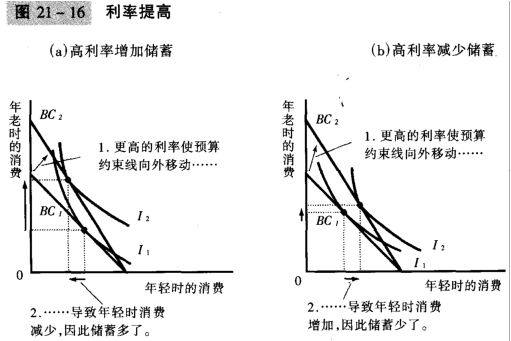 图 21－16 利率提高
(a)高利率增加储蓄
年老时的消费
BC₂
1. 更高的利率使预算
约束线向外移动……
BC₁
I₂
I₁
0
年轻时的消费
2.……导致年轻时消费
减少,因此储蓄多了。
(b)高利率减少储蓄
年老时的消费
BC₂
1. 更高的利率使预算
约束线向外移动……
BC₁
I₂
I₁
0
年轻时的消费
2.……导致年轻时消费
增加,因此储蓄少了。